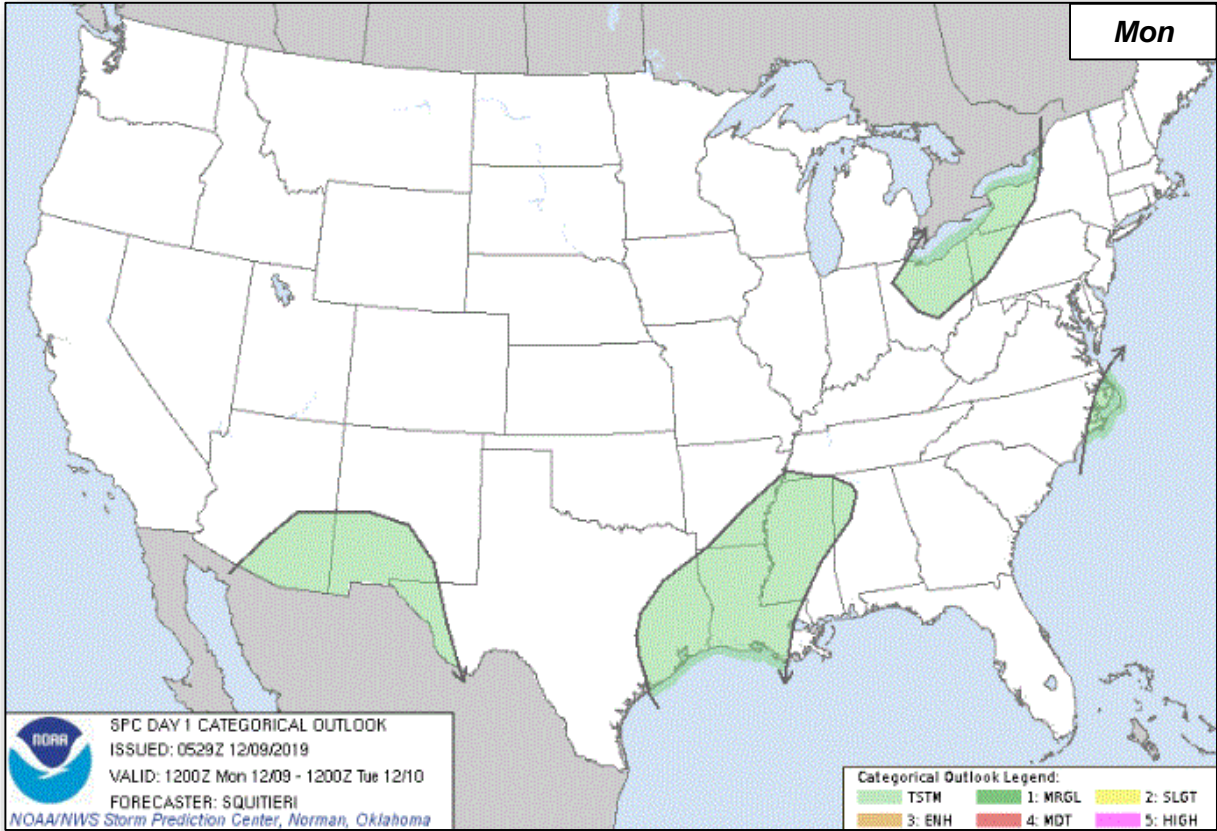 Mon
NOAA
SPC DAY 1 CATEGORICAL OUTLOOK
ISSUED: 0529Z 12/09/2019
VALID: 1200Z Mon 12/09 - 1200Z Tue 12/10
FORECASTER: SQUITIERI
NOAA/NWS Storm Prediction Center, Norman, Oklahoma
Categorical Outlook Legend:
TSTM 1: MRGL 2: SLGT
3: ENH 4: MDT 5: HIGH